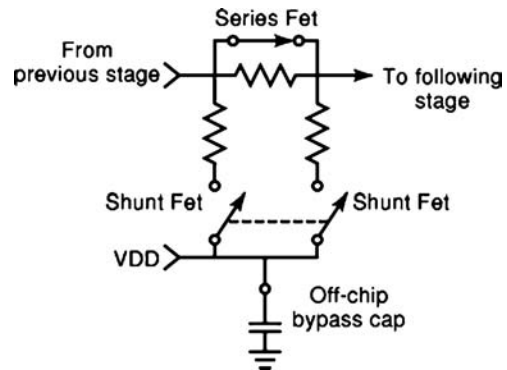 Series Fet
From
previous stage
To following
stage
Shunt Fet
Shunt Fet
VDD
Off-chip
bypass cap